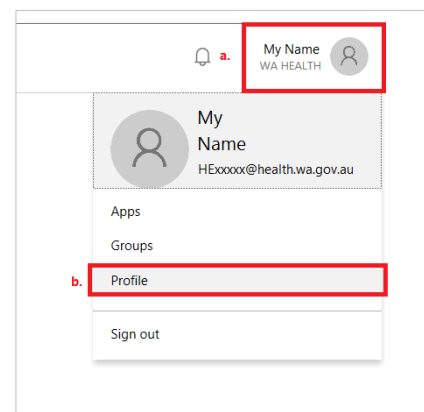 a.
My Name
WA HEALTH
My
Name
HExxxxx@health.wa.gov.au
Apps
Groups
b. Profile
Sign out